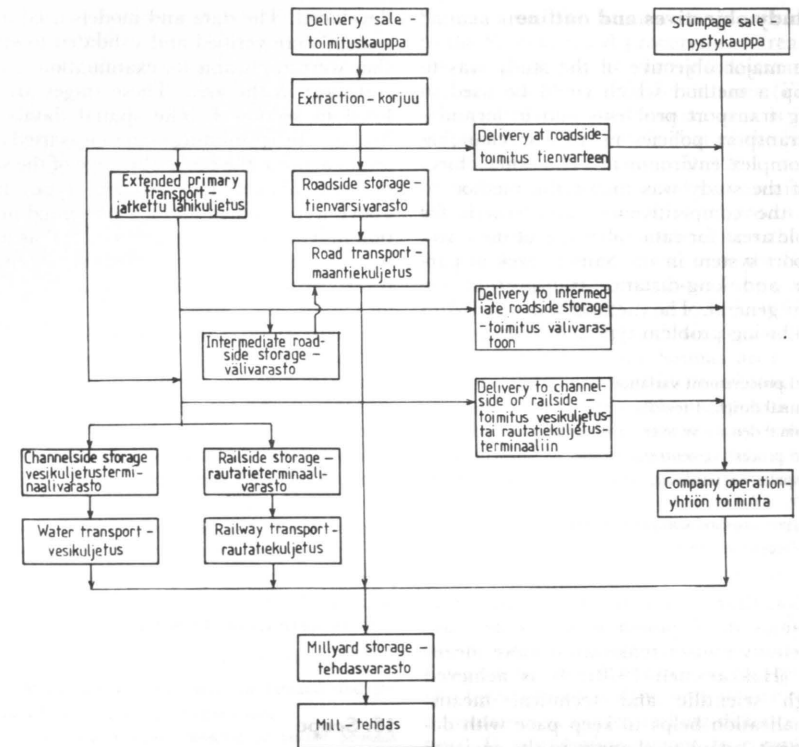 Delivery sale -
toimituskauppa
Stumpage sale -
pystykauppa
Extraction - korjuu
Delivery at roadside-
toimitus tienvarteen
Extended primary
transport -
jatkettu lähikuljetus
Roadside storage -
tienvarsivarasto
Road transport -
maantiekuljetus
Delivery to intermed
iate roadside storage
- toimitus välivaras-
toon
Intermediate road-
side storage -
välivarasto
Delivery to channel-
side or railside -
toimitus vesikuljetus-
tai rautatiekuljetus-
terminaaliin
Channelside storage
vesikuljetustermi-
naalivarasto
Railside storage -
rautatieterminaali-
varasto
Company operation-
yhtiön toiminta
Water transport -
vesikuljetus
Railway transport -
rautatiekuljetus
Millyard storage -
tehdasvarasto
Mill - tehdas